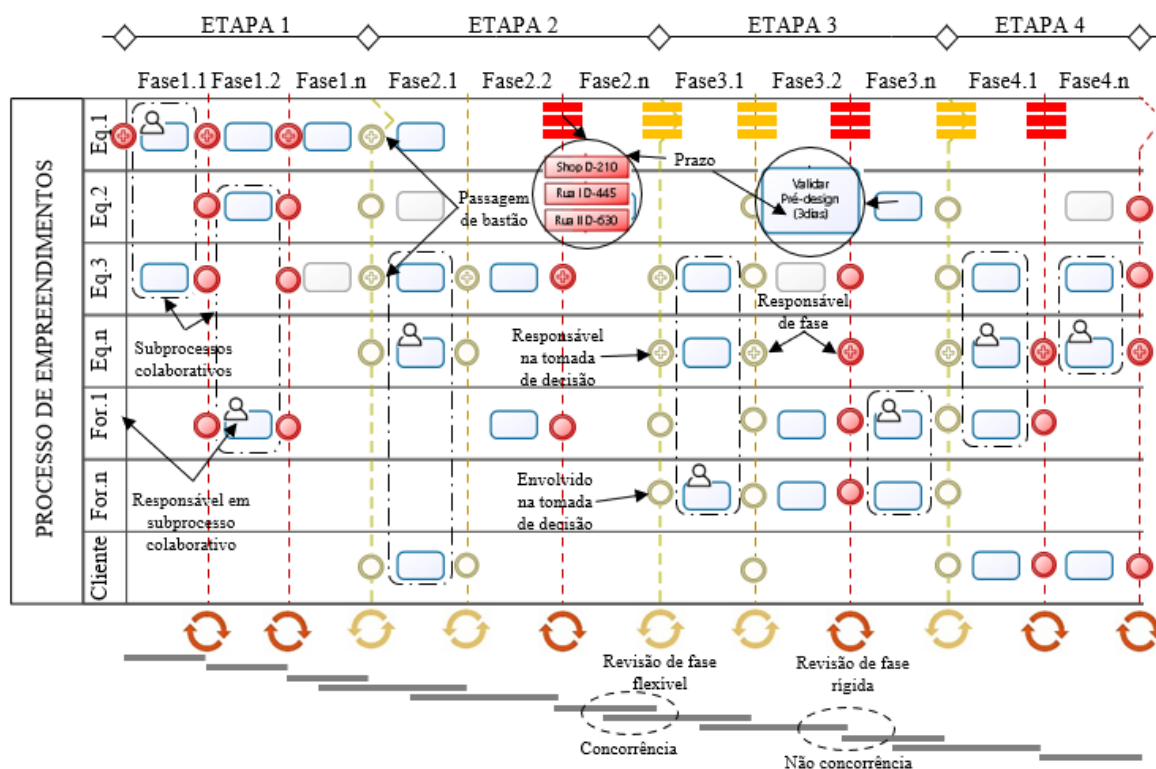 ETAPA 1
ETAPA 2
ETAPA 3
ETAPA 4
Fase1.1
Fase1.2
Fase1.n
Fase2.1
Fase2.2
Fase2.n
Fase3.1
Fase3.2
Fase3.n
Fase4.1
Fase4.n
PROCESSO DE EMPREENDIMENTOS
Eq.1
Eq.2
Eq.3
Eq.n
For.1
For.n
Cliente
Shop D-210
Rua I D-445
Rua II D-630
Prazo
Validar
Pré-design
(3dias)
Passagem
de bastão
Subprocessos
colaborativos
Responsável
na tomada
de decisão
Responsável
de fase
Responsável em
subprocesso
colaborativo
Envolvido
na tomada
de decisão
Revisão de fase
flexível
Revisão de fase
rígida
Concorrência
Não concorrência